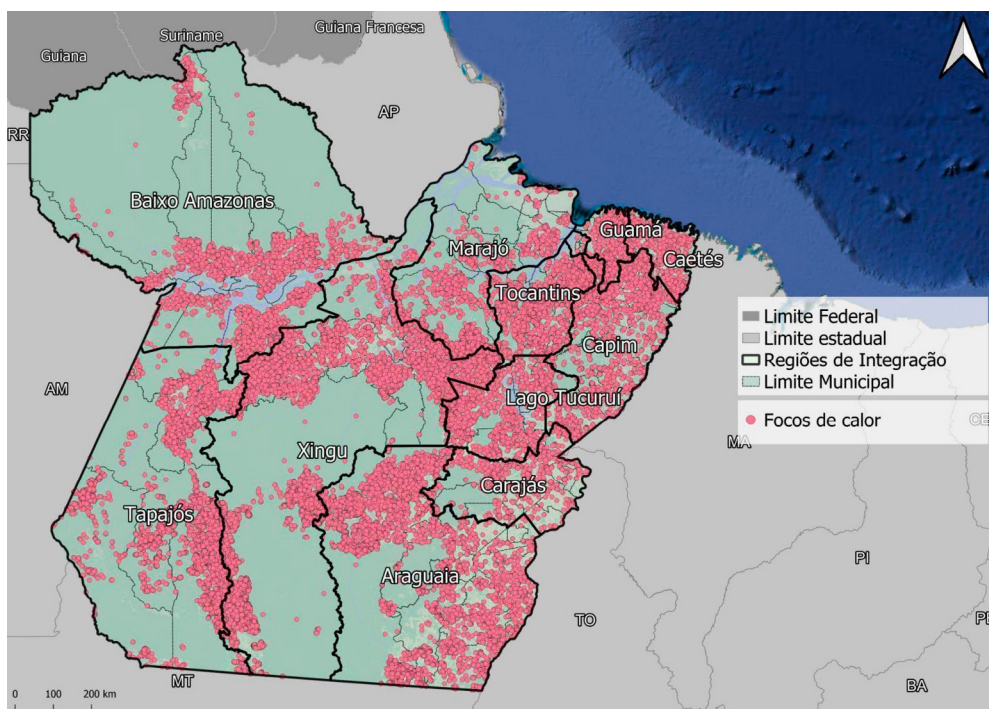 Suriname
Guiana Francesa
Guiana
AP
RR
Baixo Amazonas
Marajó
Guamá
Caetés
Tocantins
Capim
AM
Lago Tucuruí
Xingu
Carajás
Tapajós
Araguaia
MT
TO
MA
PI
BA
CE
PE
Limite Federal
Limite estadual
Regiões de Integração
Limite Municipal
Focos de calor
0 100 200 km